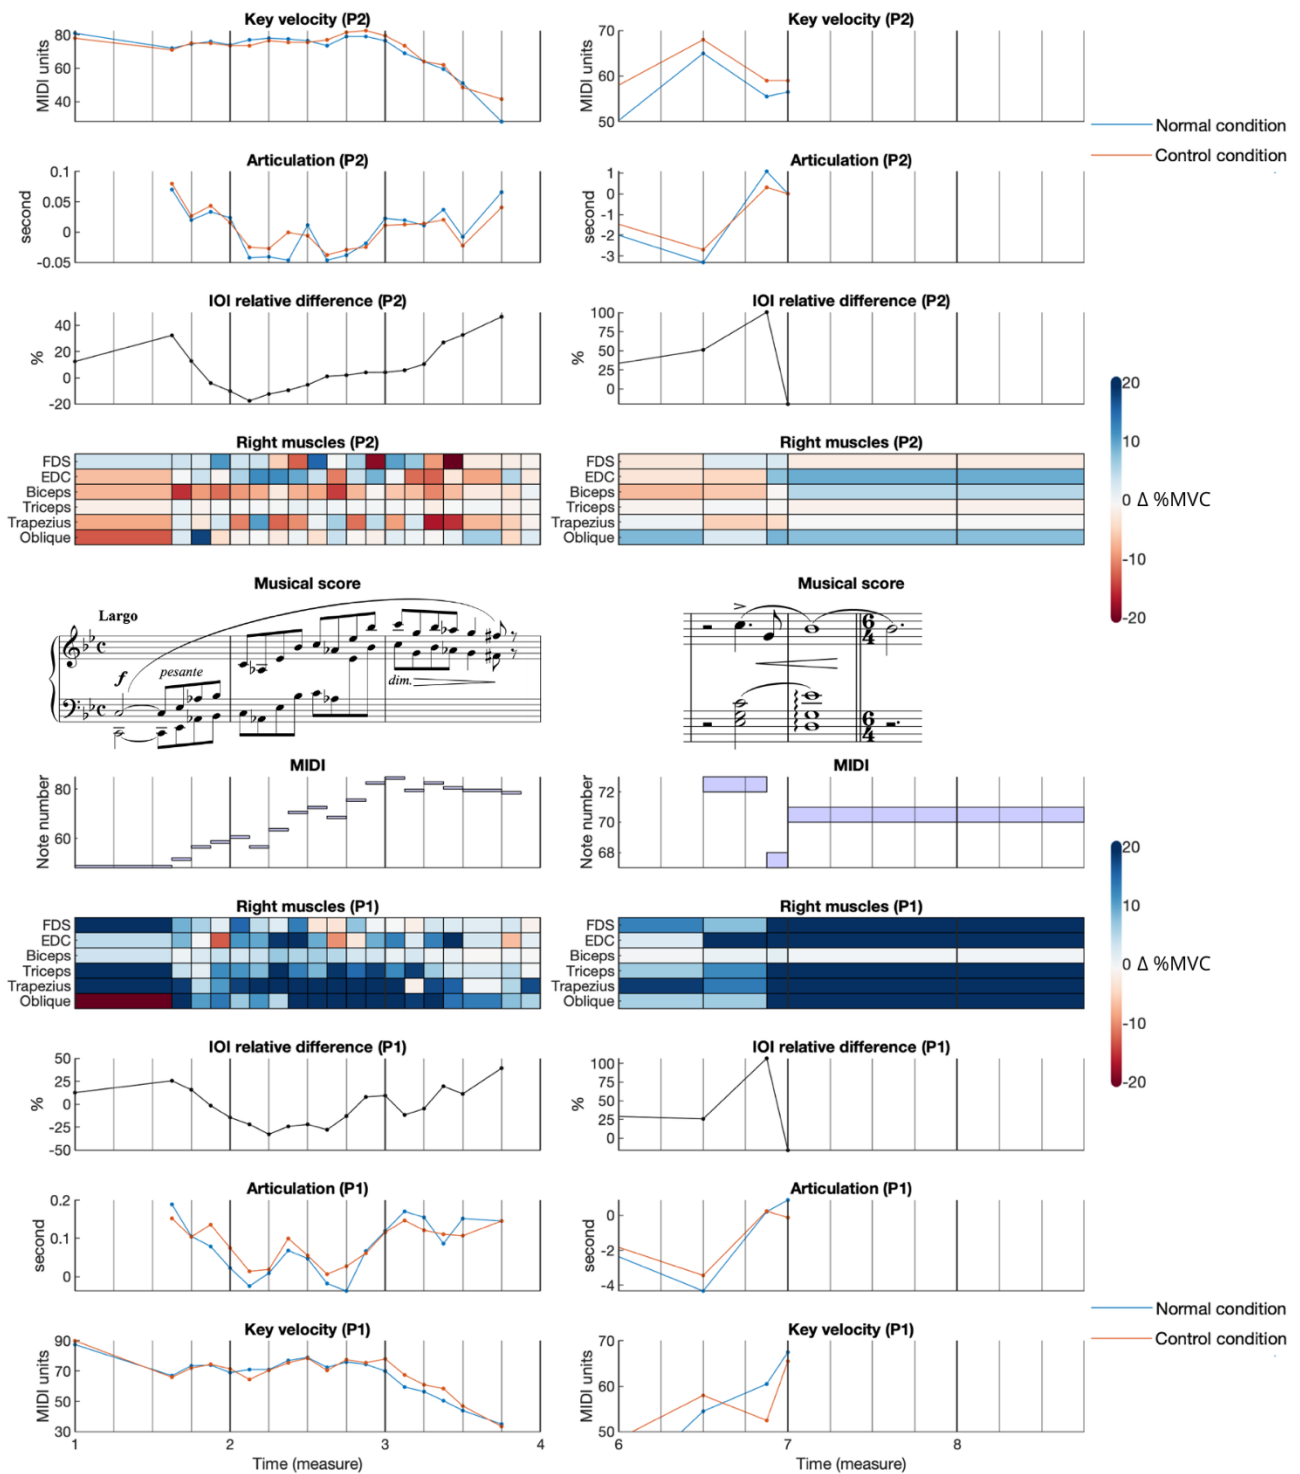 Key velocity (P2)
Key velocity (P2)
MIDI units
80
60
40
MIDI units
70
60
50
Normal condition
Control condition
Articulation (P2)
Articulation (P2)
second
0.1
0.05
0
-0.05
second
1
0
-1
-2
-3
IOI relative difference (P2)
IOI relative difference (P2)
%
40
20
0
-20
%
100
75
50
25
0
Right muscles (P2)
Right muscles (P2)
FDS
EDC
Biceps
Triceps
Trapezius
Oblique
FDS
EDC
Biceps
Triceps
Trapezius
Oblique
20
10
0 Δ %MVC
-10
-20
Musical score
Musical score
Largo
f
pesante
dim.
6
4
6
4
MIDI
MIDI
Note number
80
60
Note number
72
70
68
Right muscles (P1)
Right muscles (P1)
FDS
EDC
Biceps
Triceps
Trapezius
Oblique
FDS
EDC
Biceps
Triceps
Trapezius
Oblique
20
10
0 Δ %MVC
-10
-20
IOI relative difference (P1)
IOI relative difference (P1)
%
50
25
0
-25
-50
%
100
75
50
25
0
Articulation (P1)
Articulation (P1)
second
0.2
0.1
0
second
0
-2
-4
Normal condition
Control condition
Key velocity (P1)
Key velocity (P1)
MIDI units
90
70
50
30
MIDI units
70
60
50
1
2
3
4
6
7
8
Time (measure)
Time (measure)